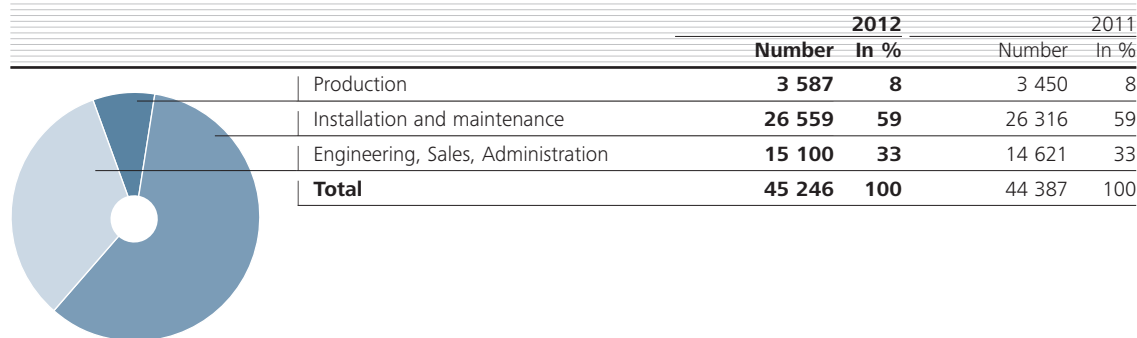 2012 2011
Number In % Number In %
Production 3 587 8 3 450 8
Installation and maintenance 26 559 59 26 316 59
Engineering, Sales, Administration 15 100 33 14 621 33
Total 45 246 100 44 387 100